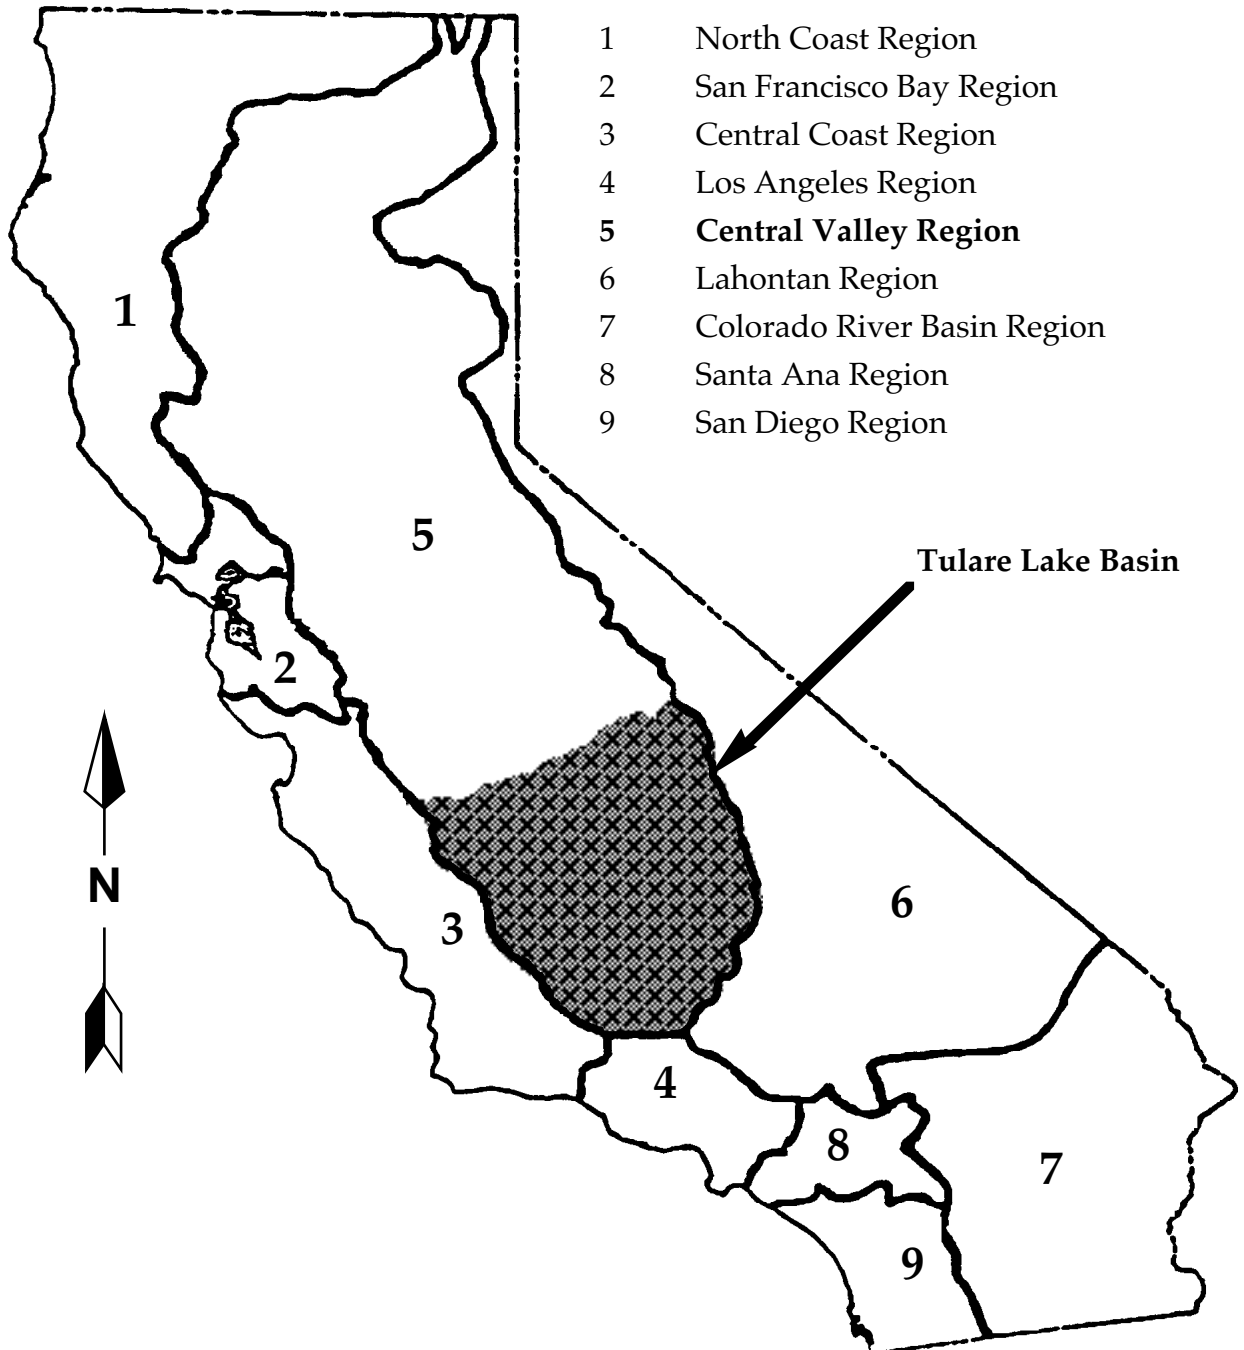 1 North Coast Region
2 San Francisco Bay Region
3 Central Coast Region
4 Los Angeles Region
5 Central Valley Region
6 Lahontan Region
7 Colorado River Basin Region
8 Santa Ana Region
9 San Diego Region
1
5
Tulare Lake Basin
2
N
6
3
4
8
7
9